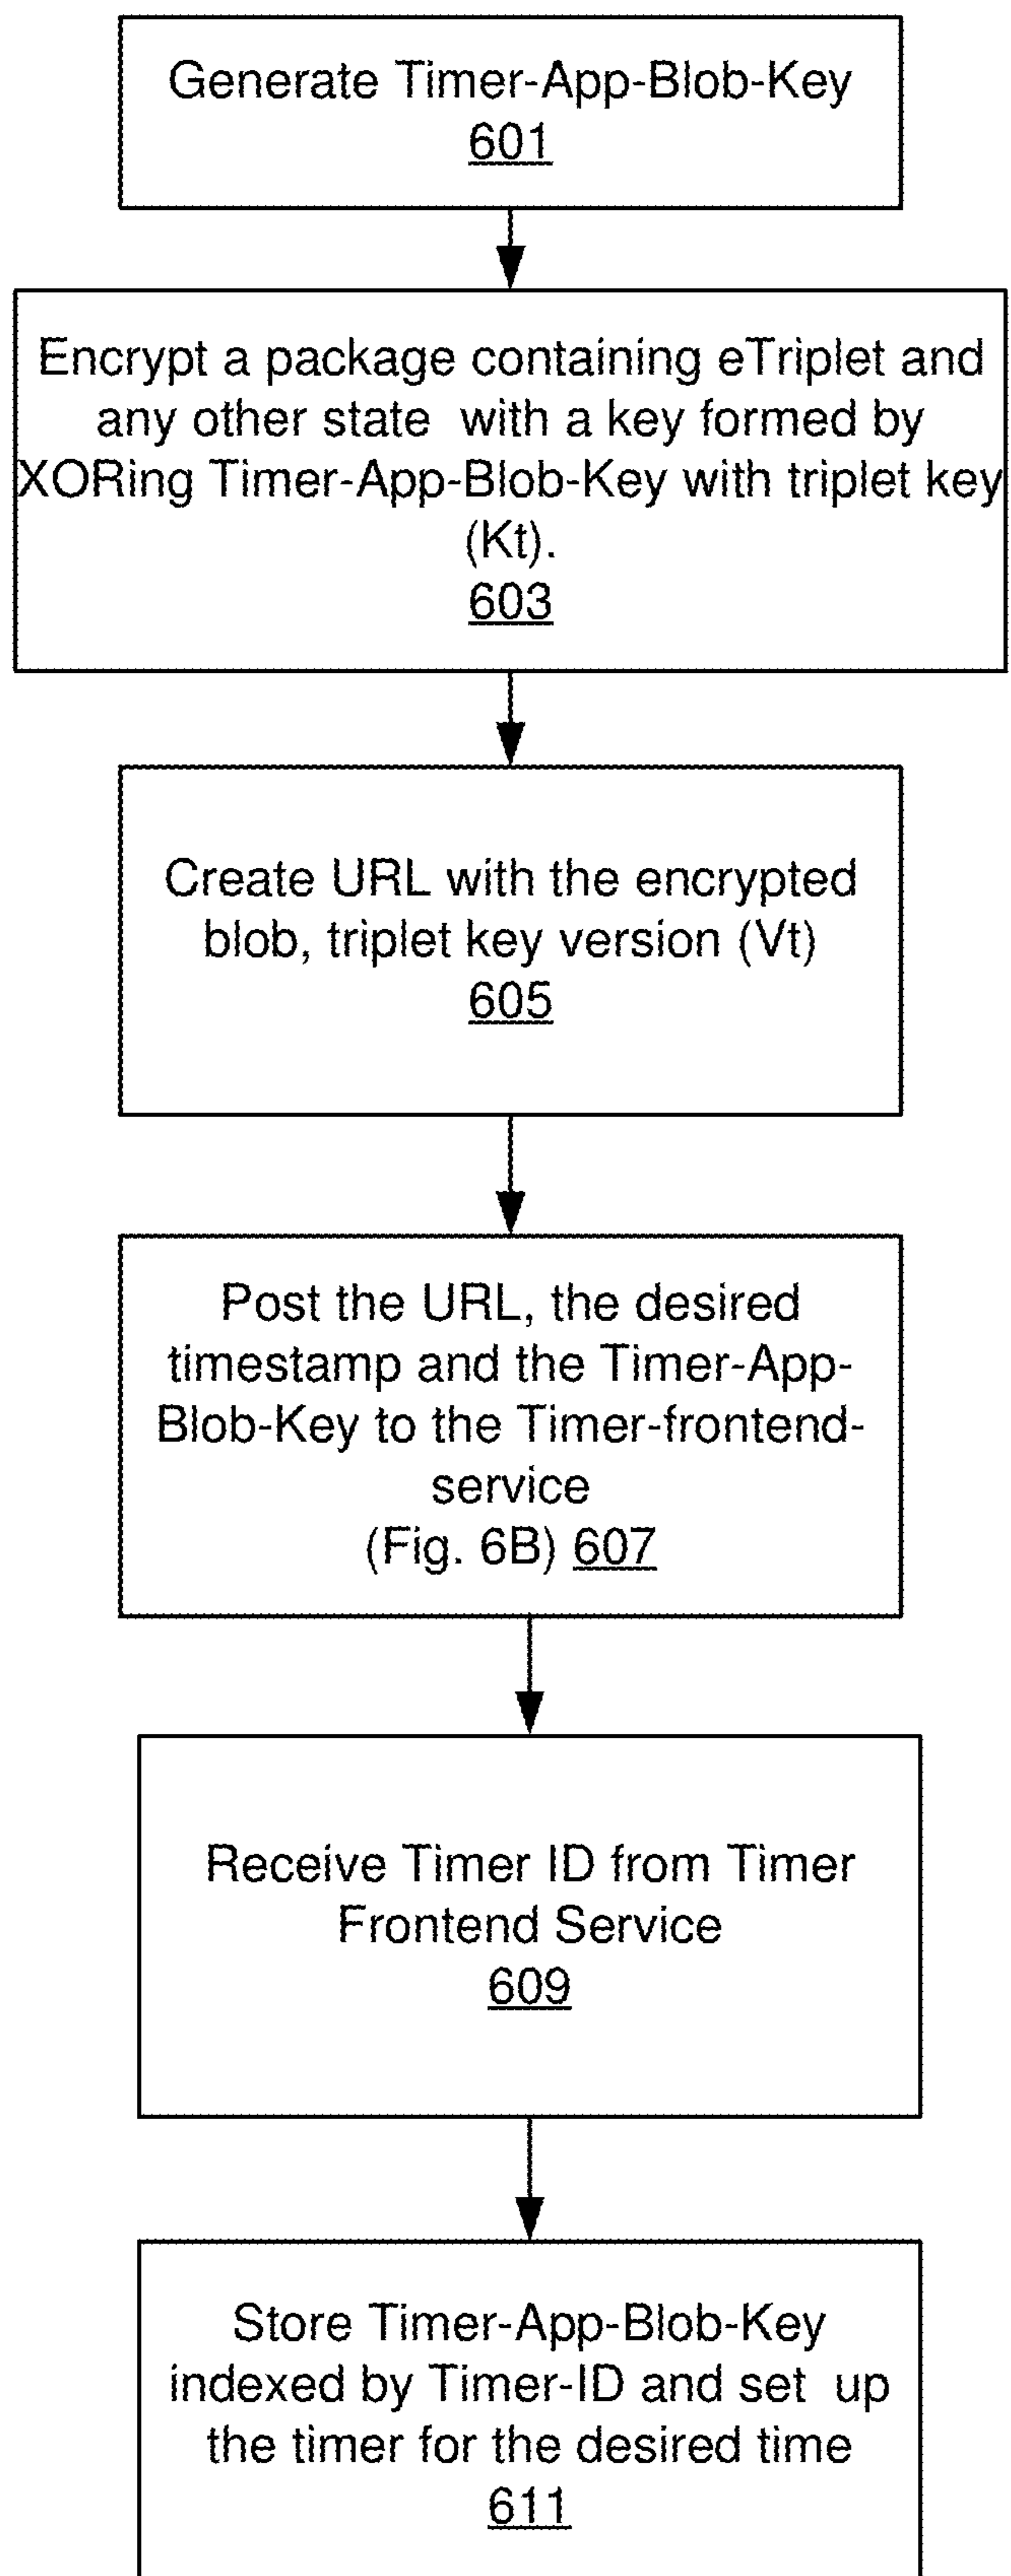 Generate Timer-App-Blob-Key
601
Encrypt a package containing eTriplet and
any other state with a key formed by
XORing Timer-App-Blob-Key with triplet key
(Kt).
603
Create URL with the encrypted
blob, triplet key version (Vt)
605
Post the URL, the desired
timestamp and the Timer-App-
Blob-Key to the Timer-frontend-
service
(Fig. 6B) 607
Receive Timer ID from Timer
Frontend Service
609
Store Timer-App-Blob-Key
indexed by Timer-ID and set up
the timer for the desired time
611